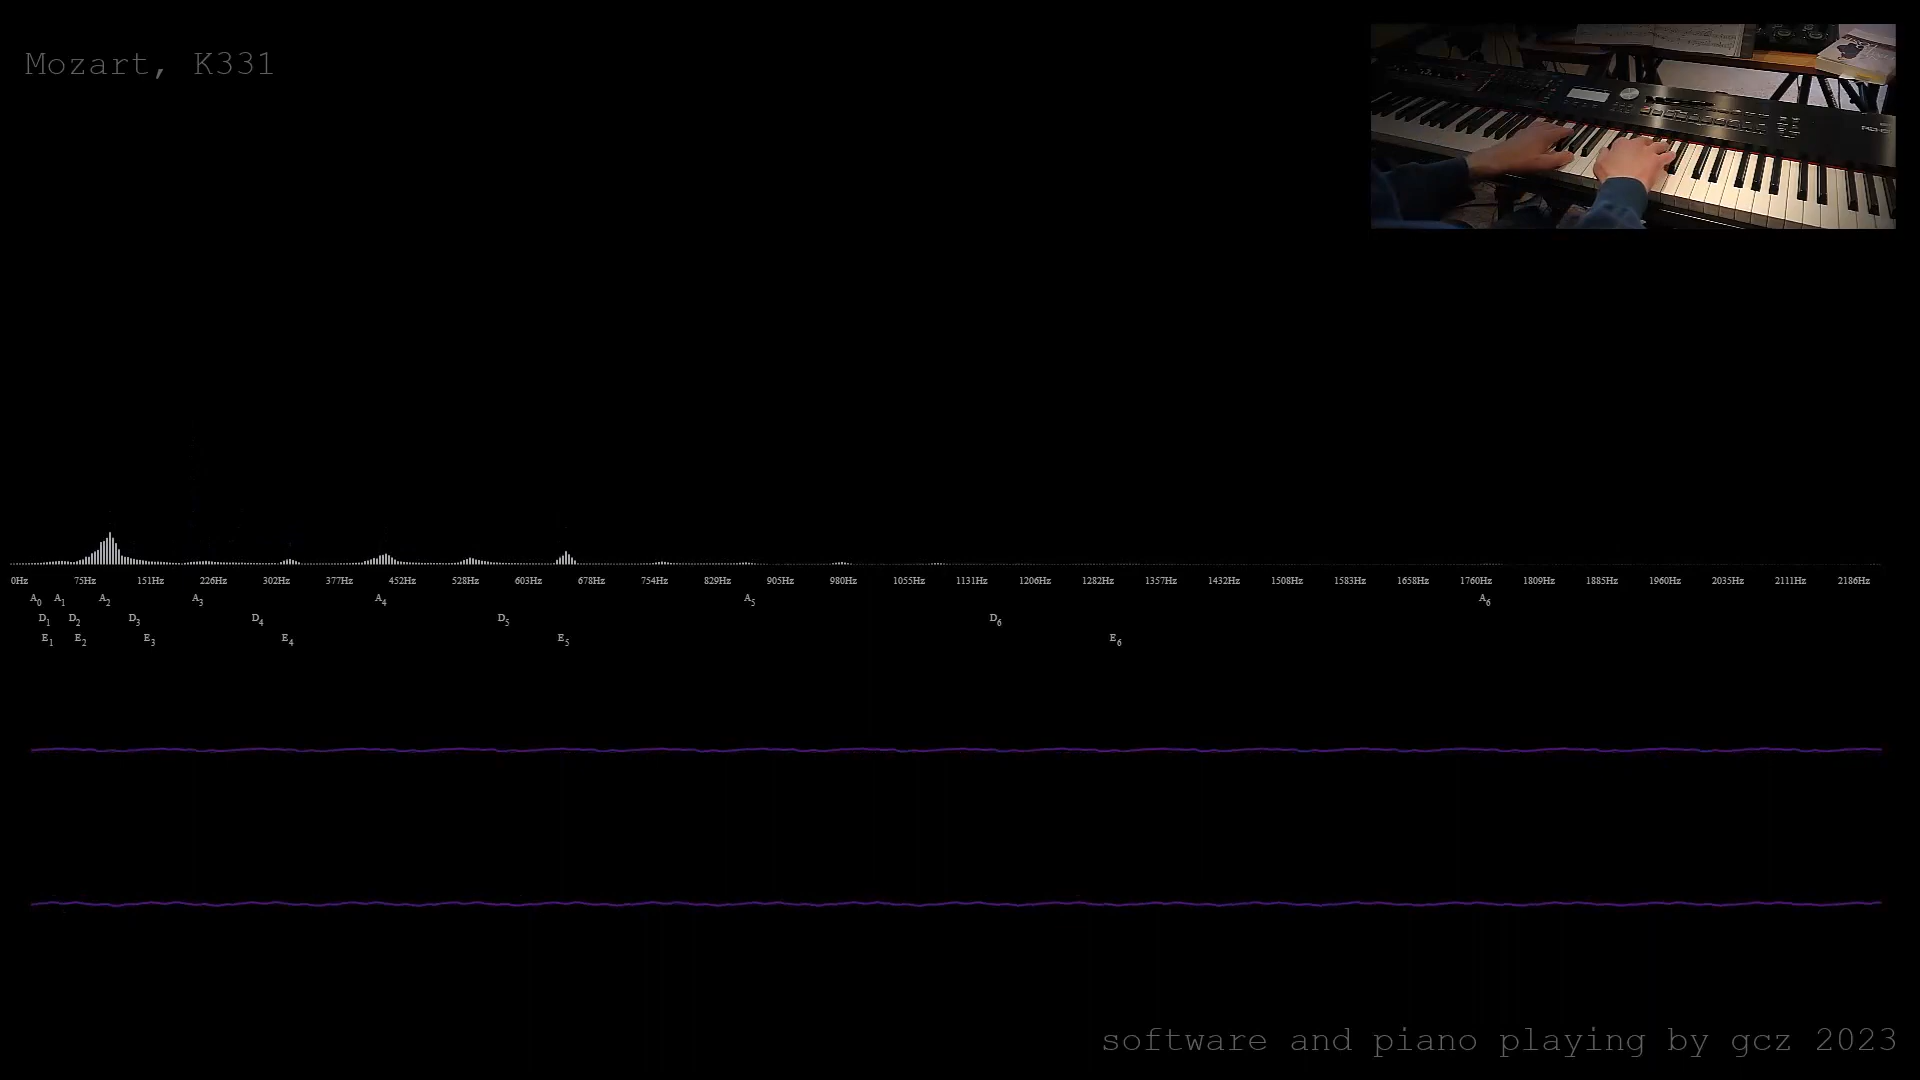 Mozart, K331
0Hz 75Hz 151Hz 226Hz 302Hz 377Hz 452Hz 528Hz 603Hz 678Hz 754Hz 829Hz 905Hz 980Hz 1055Hz 1131Hz 1206Hz 1282Hz 1357Hz 1432Hz 1508Hz 1583Hz 1658Hz 1760Hz 1809Hz 1885Hz 1960Hz 2035Hz 2111Hz 2186Hz
A0 A1 A2 A3 A4 A5 A6
D1 D2 D3 D4 D5 D6
E1 E2 E3 E4 E5 E6
software and piano playing by gcz 2023